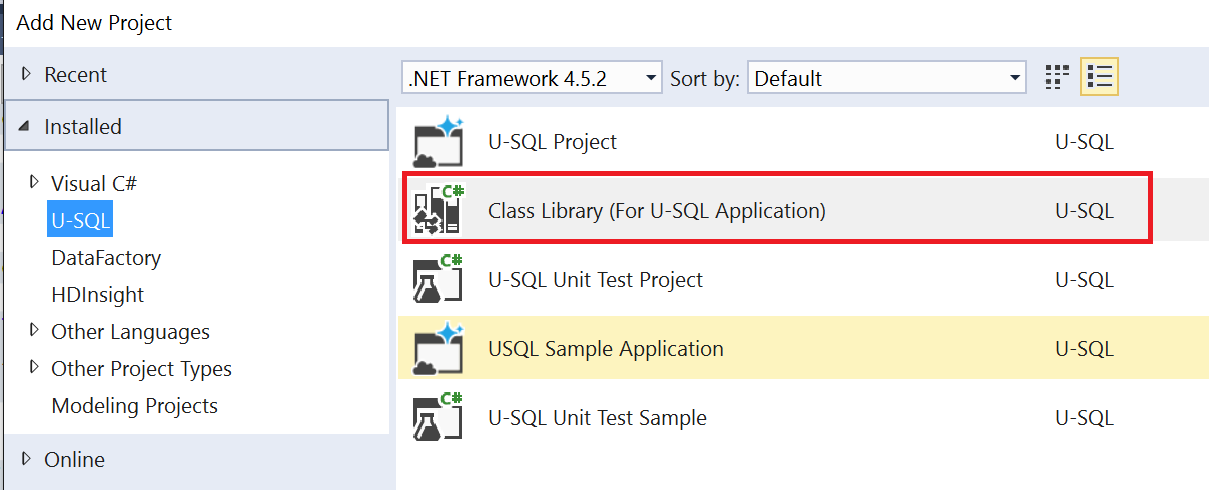 Add New Project
Recent
.NET Framework 4.5.2 Sort by: Default
Installed
Visual C#
U-SQL
DataFactory
HDInsight
Other Languages
Other Project Types
Modeling Projects
Online
U-SQL Project U-SQL
C# Class Library (For U-SQL Application) U-SQL
C# U-SQL Unit Test Project U-SQL
USQL Sample Application U-SQL
C# U-SQL Unit Test Sample U-SQL